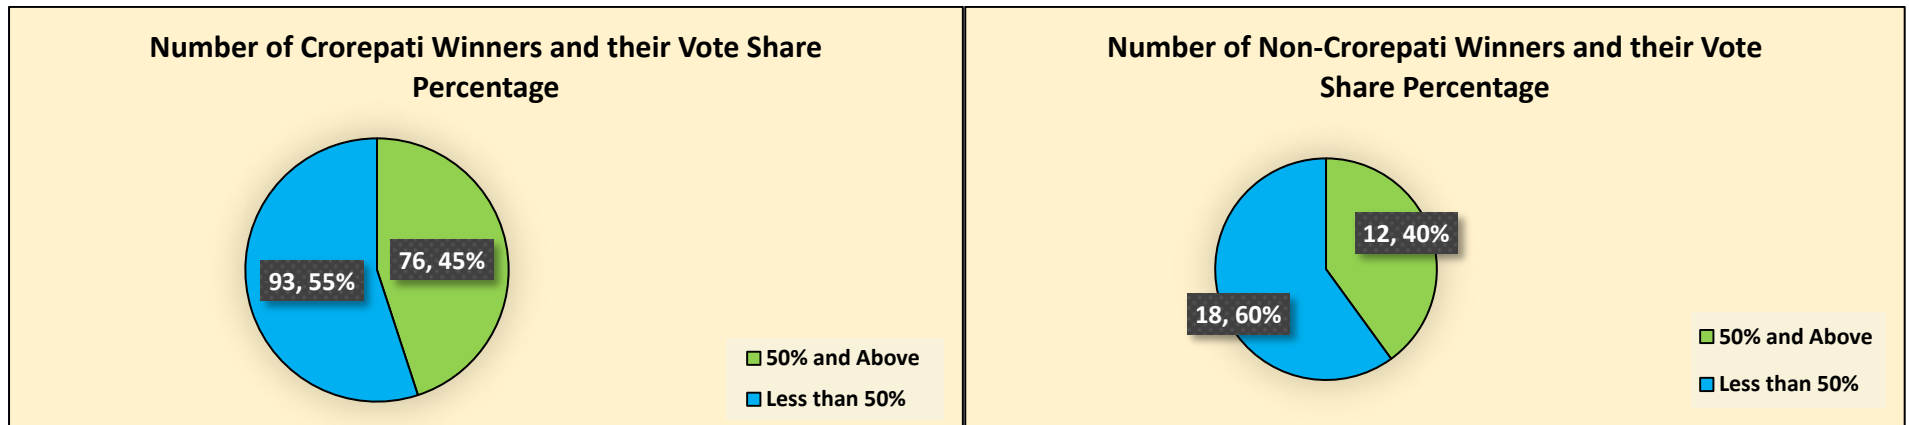 Number of Crorepati Winners and their Vote Share
Percentage
76, 45%
93, 55%
50% and Above
Less than 50%
Number of Non-Crorepati Winners and their Vote
Share Percentage
12, 40%
18, 60%
50% and Above
Less than 50%